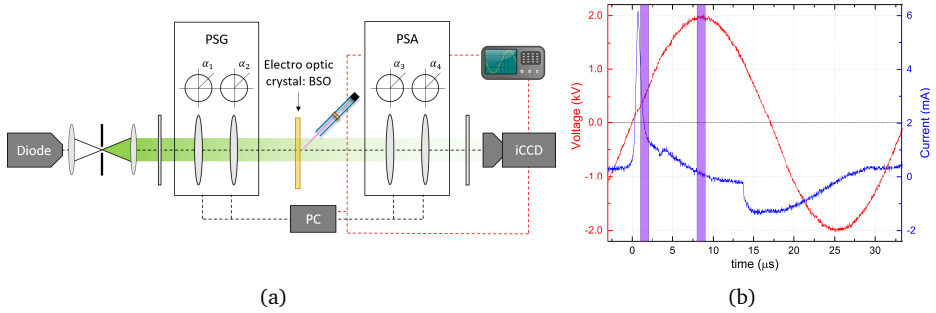 PSG
α1
α2
Electro optic
crystal: BSO
PSA
α3
α4
Diode
iCCD
PC
(a)
(b)
2.0
1.0
0.0
-1.0
-2.0
Voltage (kV)
6
4
2
0
-2
Current (mA)
0 5 10 15 20 25 30
time (μs)
(a)
(b)